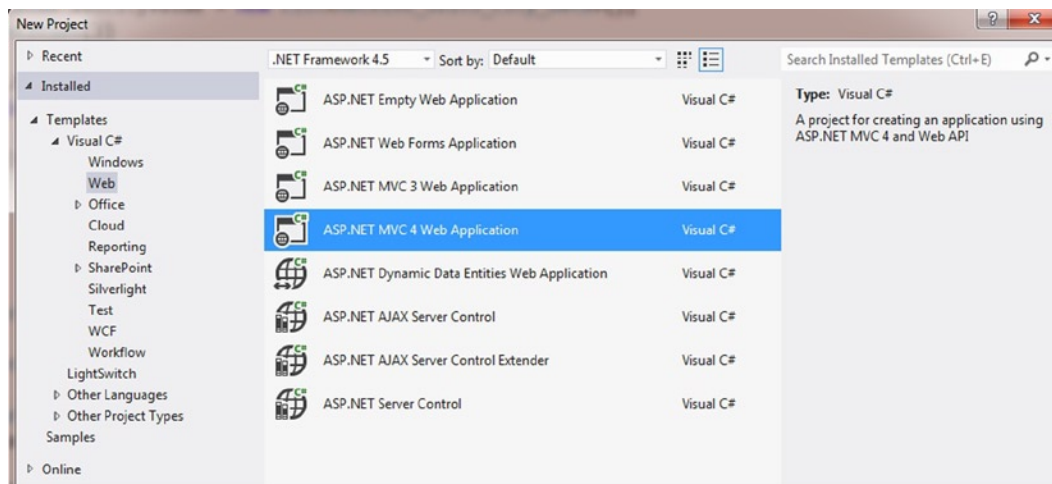 New Project
Recent
Installed
Templates
Visual C#
Windows
Web
Office
Cloud
Reporting
SharePoint
Silverlight
Test
WCF
Workflow
LightSwitch
Other Languages
Other Project Types
Samples
Online
.NET Framework 4.5 Sort by: Default
ASP.NET Empty Web Application Visual C#
ASP.NET Web Forms Application Visual C#
ASP.NET MVC 3 Web Application Visual C#
ASP.NET MVC 4 Web Application Visual C#
ASP.NET Dynamic Data Entities Web Application Visual C#
ASP.NET AJAX Server Control Visual C#
ASP.NET AJAX Server Control Extender Visual C#
ASP.NET Server Control Visual C#
Search Installed Templates (Ctrl+E)
Type: Visual C#
A project for creating an application using
ASP.NET MVC 4 and Web API